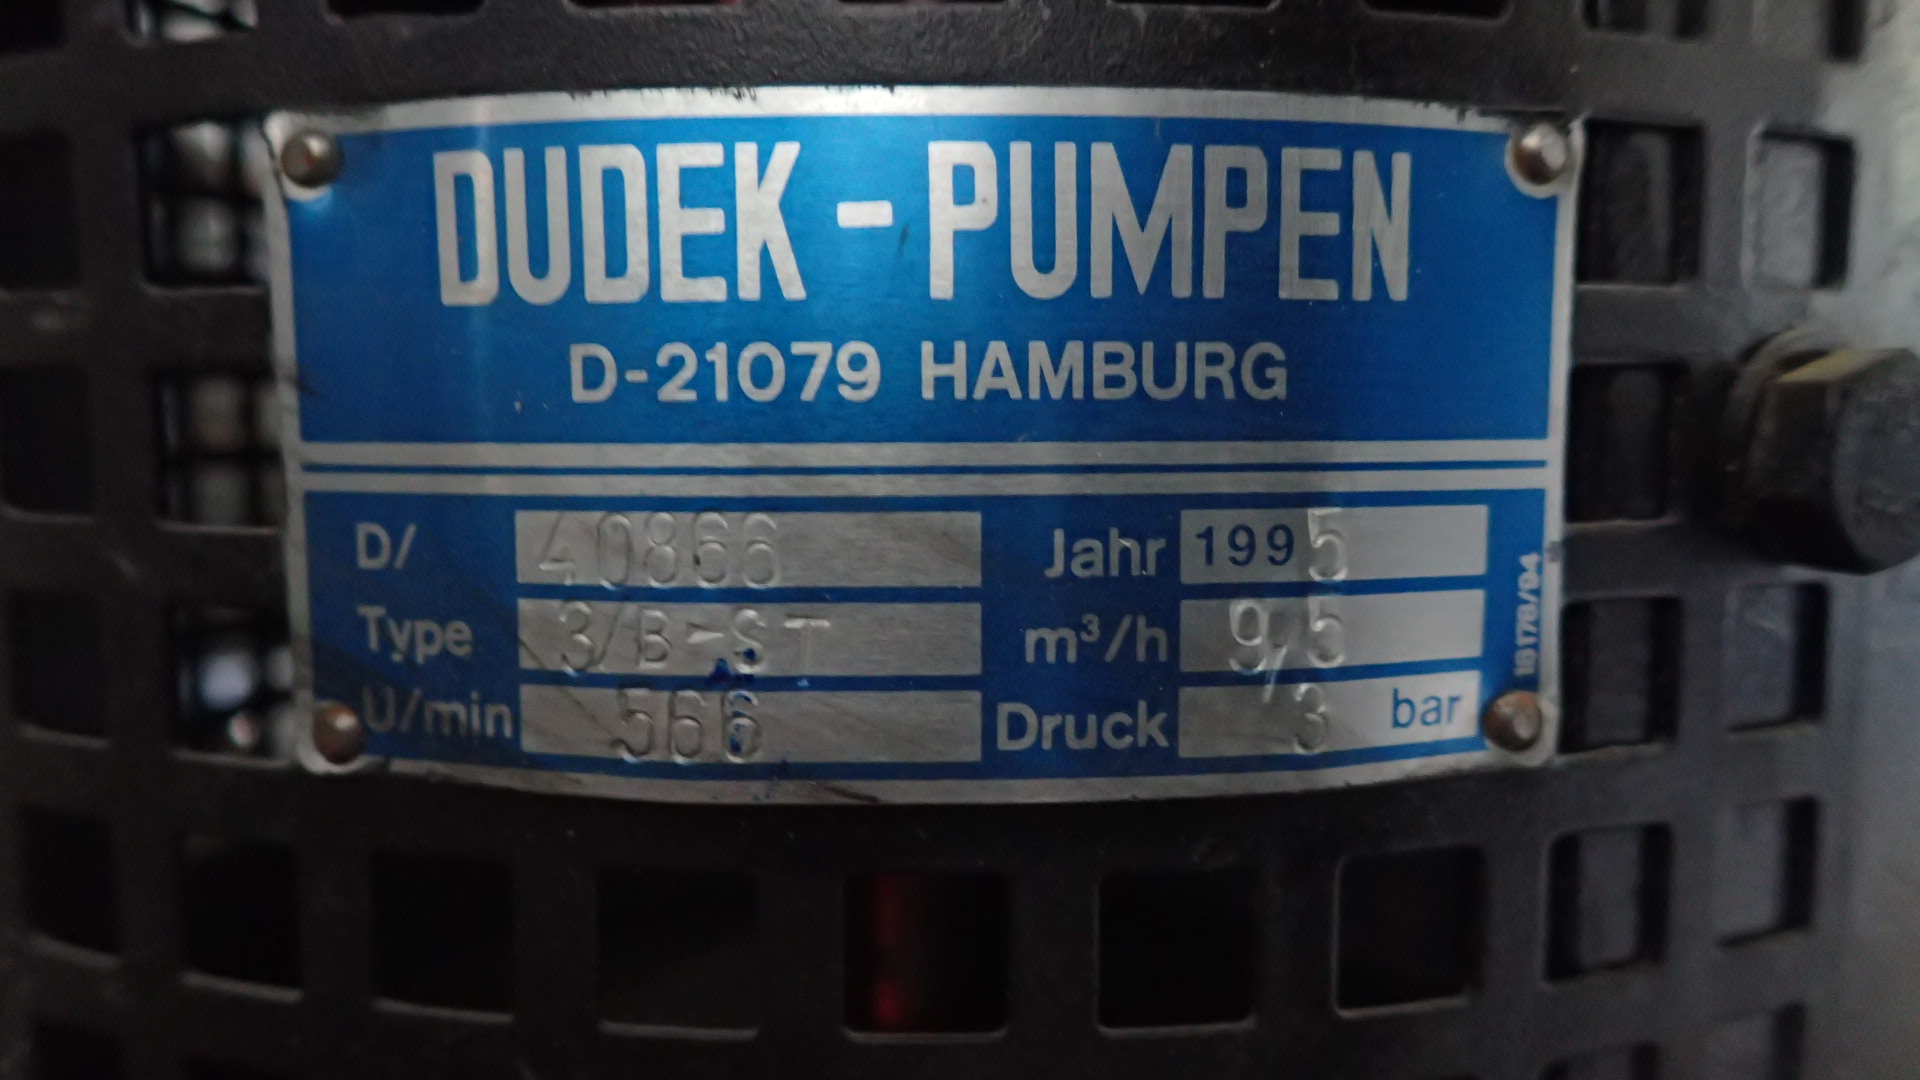 DUDEK - PUMPEN
D-21079 HAMBURG
D/ 40866 Jahr 1995
Type 3/B-ST m³/h 9,5
U/min 566 Druck 3 bar
18178/94